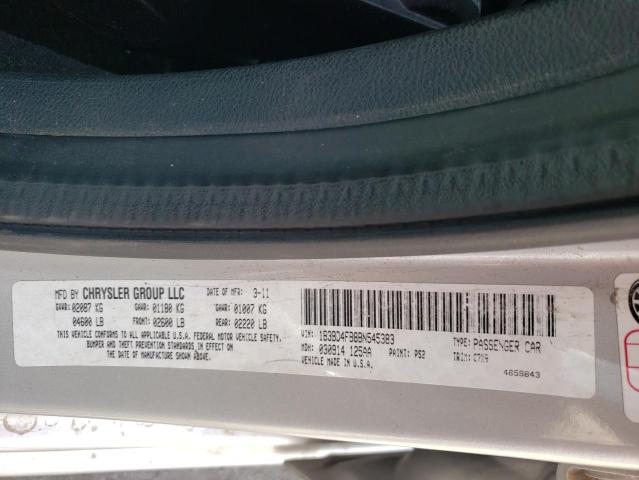 MFD BY CHRYSLER GROUP LLC DATE OF MFR: 3-11
GVWR: 02087 KG GAWR: 01180 KG GAWR: 01007 KG
04600 LB FRONT: 02600 LB REAR: 02220 LB
THIS VEHICLE CONFORMS TO ALL APPLICABLE U.S.A. FEDERAL MOTOR VEHICLE SAFETY,
BUMPER AND THEFT PREVENTION STANDARDS IN EFFECT ON
THE DATE OF MANUFACTURE SHOWN ABOVE.
VIN: 1B3BD4FB8BN545383 TYPE: PASSENGER CAR
MDH: 030914 PAINT: PS2 TRIM:
VEHICLE MADE IN U.S.A. 4658843